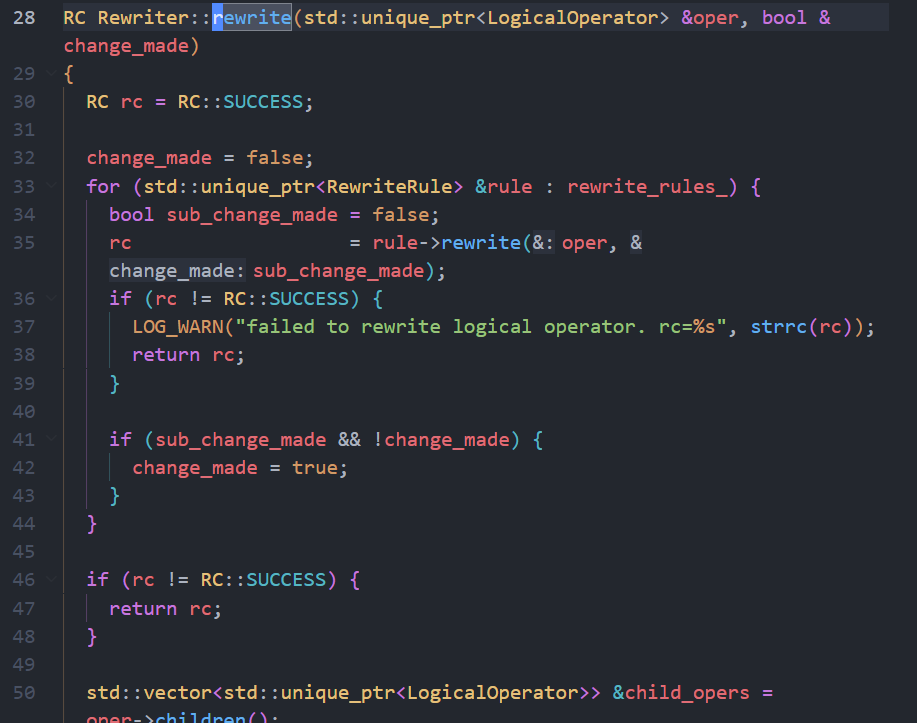 28 RC Rewriter::rewrite(std::unique_ptr<LogicalOperator> &oper, bool &
change_made)
29 {
30 RC rc = RC::SUCCESS;
31
32 change_made = false;
33 for (std::unique_ptr<RewriteRule> &rule : rewrite_rules_) {
34 bool sub_change_made = false;
35 rc = rule->rewrite(&: oper, &
change_made: sub_change_made);
36 if (rc != RC::SUCCESS) {
37 LOG_WARN("failed to rewrite logical operator. rc=%s", strrc(rc));
38 return rc;
39 }
40
41 if (sub_change_made && !change_made) {
42 change_made = true;
43 }
44 }
45
46 if (rc != RC::SUCCESS) {
47 return rc;
48 }
49
50 std::vector<std::unique_ptr<LogicalOperator>> &child_opers =
oper->children();